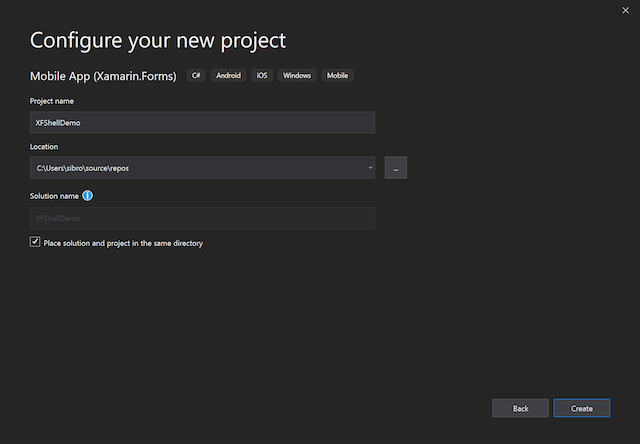 Configure your new project
Mobile App (Xamarin.Forms) C# Android iOS Windows Mobile
Project name
XFShellDemo
Location
C:\Users\sibro\source\repos
...
Solution name
XFShellDemo
Place solution and project in the same directory
Back Create